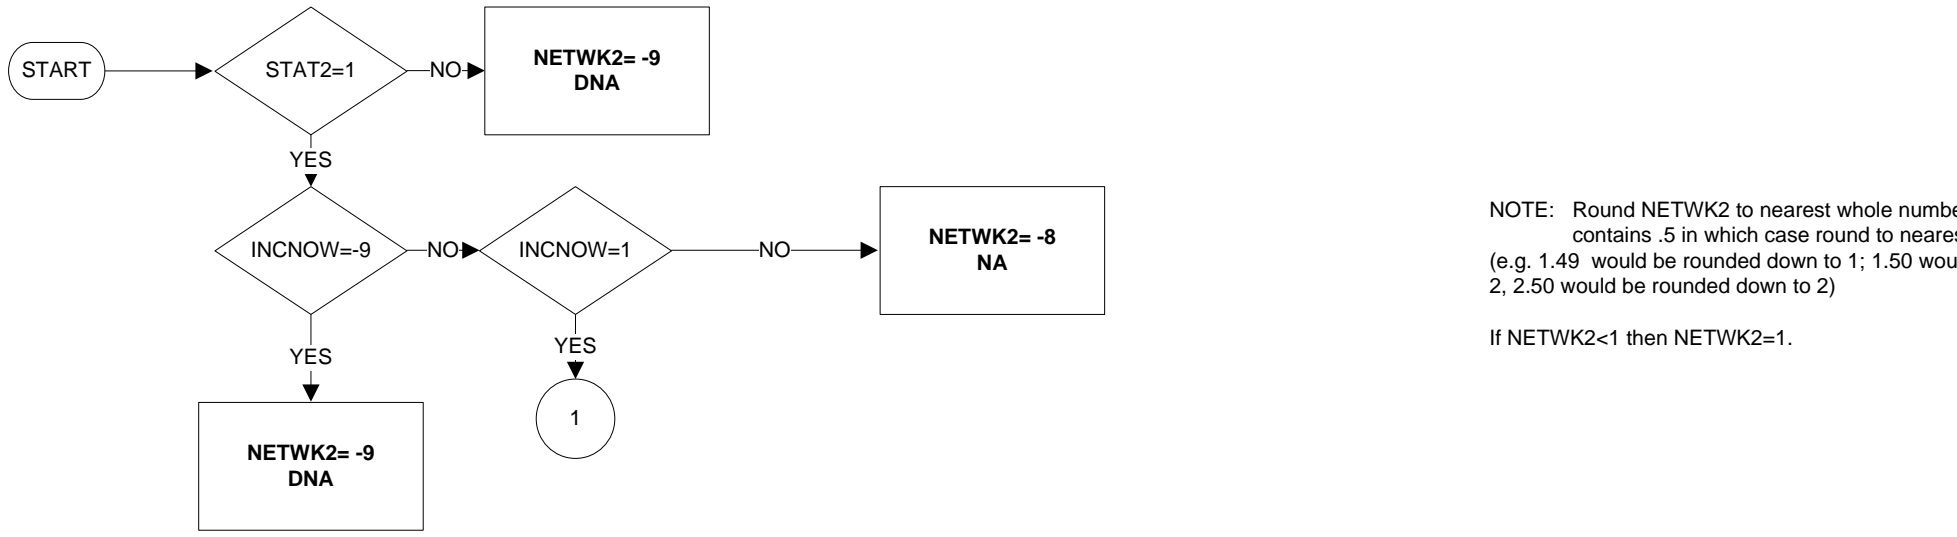 START
STAT2=1
NO
NETWK2= -9
DNA
YES
INCNOW=-9
NO
INCNOW=1
NO
NETWK2= -8
NA
YES
NETWK2= -9
DNA
YES
1
NOTE: Round NETWK2 to nearest whole
contains .5 in which case round to
(e.g. 1.49 would be rounded down to 1; 1.50
2, 2.50 would be rounded down to 2)
If NETWK2<1 then NETWK2=1.